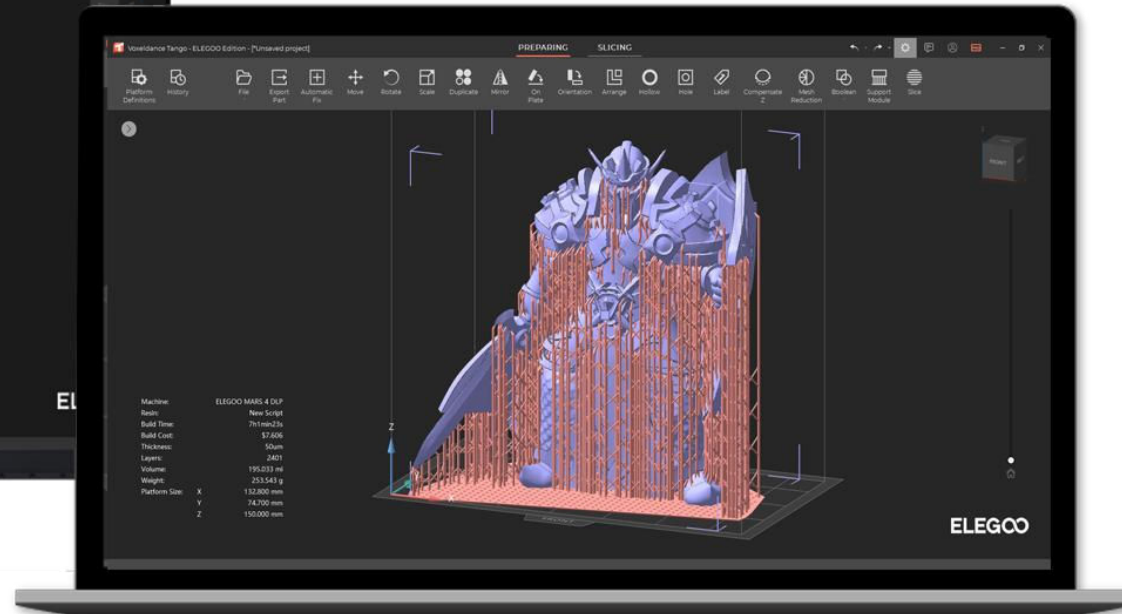 Voxeldance Tango - ELEGOO Edition - [*Unsaved project]
PREPARING SLICING
Platform Definitions
History
File
Export Part
Automatic Fix
Move
Rotate
Scale
Duplicate
Mirror
On Plate
Orientation
Arrange
Hollow
Hole
Label
Compensate Z
Mesh Reduction
Boolean
Support Module
Slice
FRONT
Z
X
FRONT
EL
Machine: ELEGOO MARS 4 DLP
Resin: New Script
Build Time: 7h1min23s
Build Cost: $7.606
Thickness: 50um
Layers: 2401
Volume: 195.033 ml
Weight: 253.543 g
Platform Size: X 132.800 mm
Y 74.700 mm
Z 150.000 mm
ELEGOO